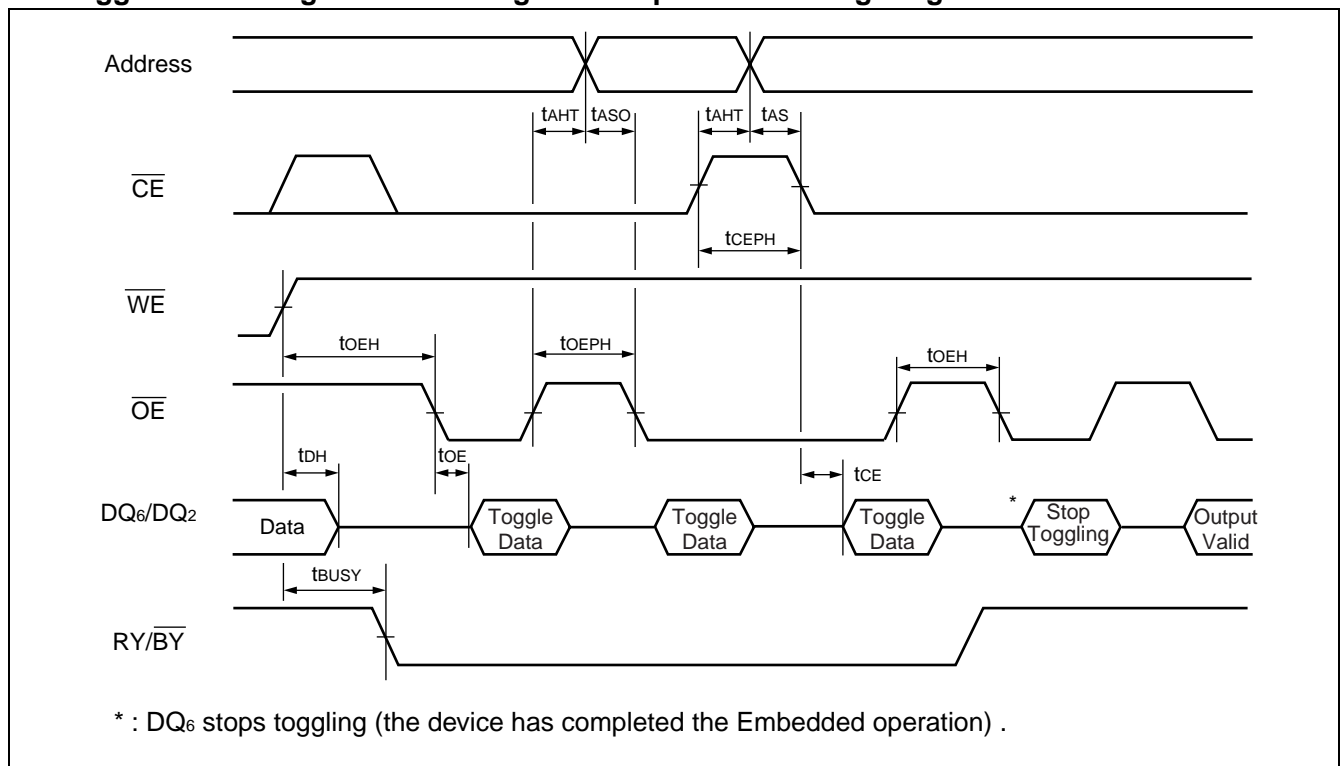 Address
tAHT tASO tAHT tAS
CE
tCEPH
WE
tOEH tOEPH tOEH
OE
tDH tOE tCE
DQ6/DQ2 Data Toggle Data Toggle Data Toggle Data * Stop Toggling Output Valid
tBUSY
RY/BY
* : DQ6 stops toggling (the device has completed the Embedded operation) .